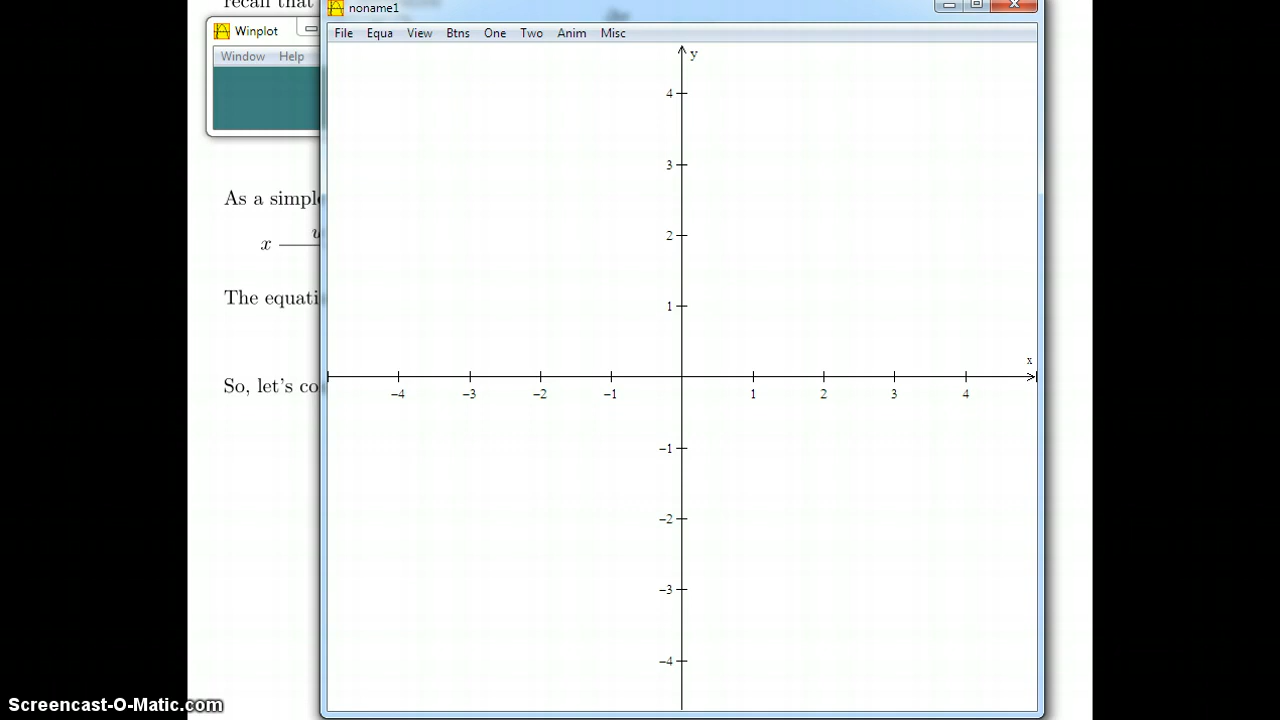 recall that
noname1
Winplot
Window Help
File Equa View Btns One Two Anim Misc
y
4
3
As a simple
2
x
The equati
1
x
−4 −3 −2 −1 1 2 3 4
So, let's co
−1
−2
−3
−4
Screencast-O-Matic.com